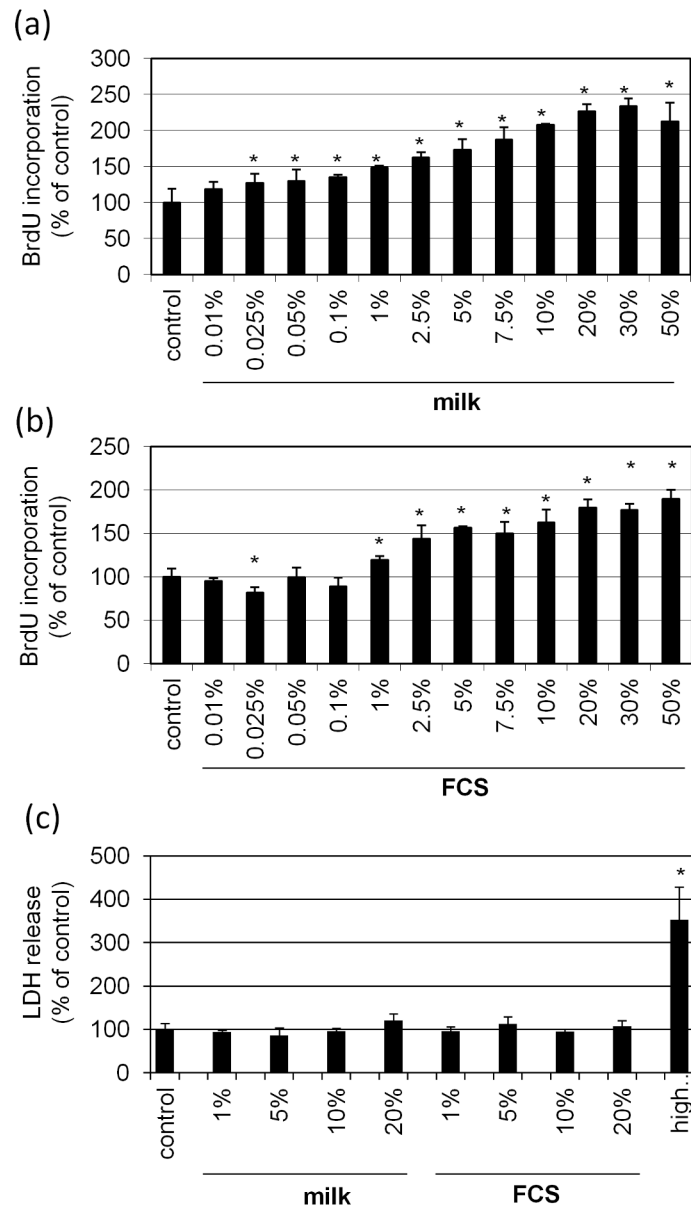 (a)
BrdU incorporation
(% of control)
300
250
200
150
100
50
0
* * * * * * * * * * *
control 0.01% 0.025% 0.05% 0.1% 1% 2.5% 5% 7.5% 10% 20% 30% 50%
milk
(b)
BrdU incorporation
(% of control)
250
200
150
100
50
0
* * * * * * * * *
control 0.01% 0.025% 0.05% 0.1% 1% 2.5% 5% 7.5% 10% 20% 30% 50%
FCS
(c)
LDH release
(% of control)
500
400
300
200
100
0
*
control 1% 5% 10% 20% 1% 5% 10% 20% high..
milk FCS